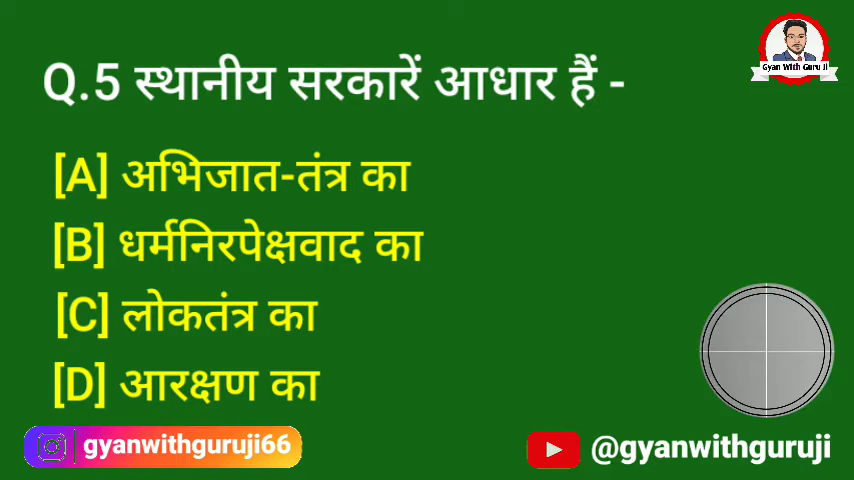 Gyan With Guru Ji
Q.5 स्थानीय सरकारें आधार हैं -
[A] अभिजात-तंत्र का
[B] धर्मनिरपेक्षवाद का
[C] लोकतंत्र का
[D] आरक्षण का
gyanwithguruji66
@gyanwithguruji